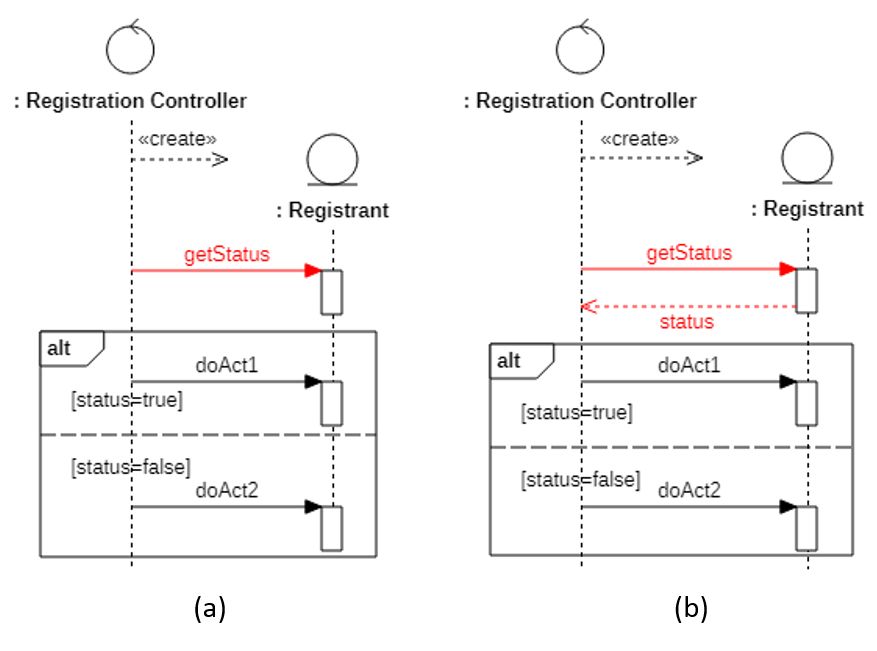 : Registration Controller
«create»
: Registrant
getStatus
alt
doAct1
[status=true]
[status=false]
doAct2
(a)
: Registration Controller
«create»
: Registrant
getStatus
status
alt
doAct1
[status=true]
[status=false]
doAct2
(b)